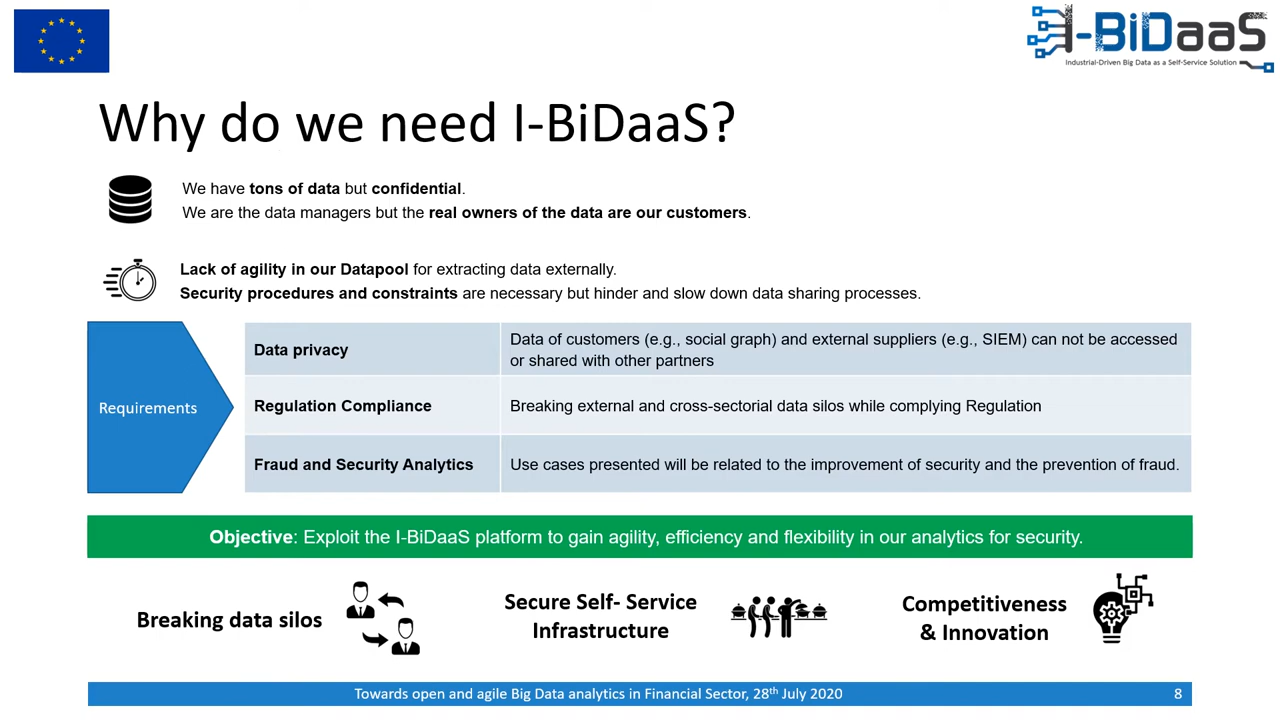 I-BiDaaS
Industrial-Driven Big Data as a Self-Service Solution
Why do we need I-BiDaaS?
We have tons of data but confidential.
We are the data managers but the real owners of the data are our customers.
Lack of agility in our Datapool for extracting data externally.
Security procedures and constraints are necessary but hinder and slow down data sharing processes.
Requirements
Data privacy
Data of customers (e.g., social graph) and external suppliers (e.g., SIEM) can not be accessed
or shared with other partners
Regulation Compliance
Breaking external and cross-sectorial data silos while complying Regulation
Fraud and Security Analytics
Use cases presented will be related to the improvement of security and the prevention of fraud.
Objective: Exploit the I-BiDaaS platform to gain agility, efficiency and flexibility in our analytics for security.
Breaking data silos
Secure Self- Service
Infrastructure
Competitiveness
& Innovation
Towards open and agile Big Data analytics in Financial Sector, 28th July 2020
8